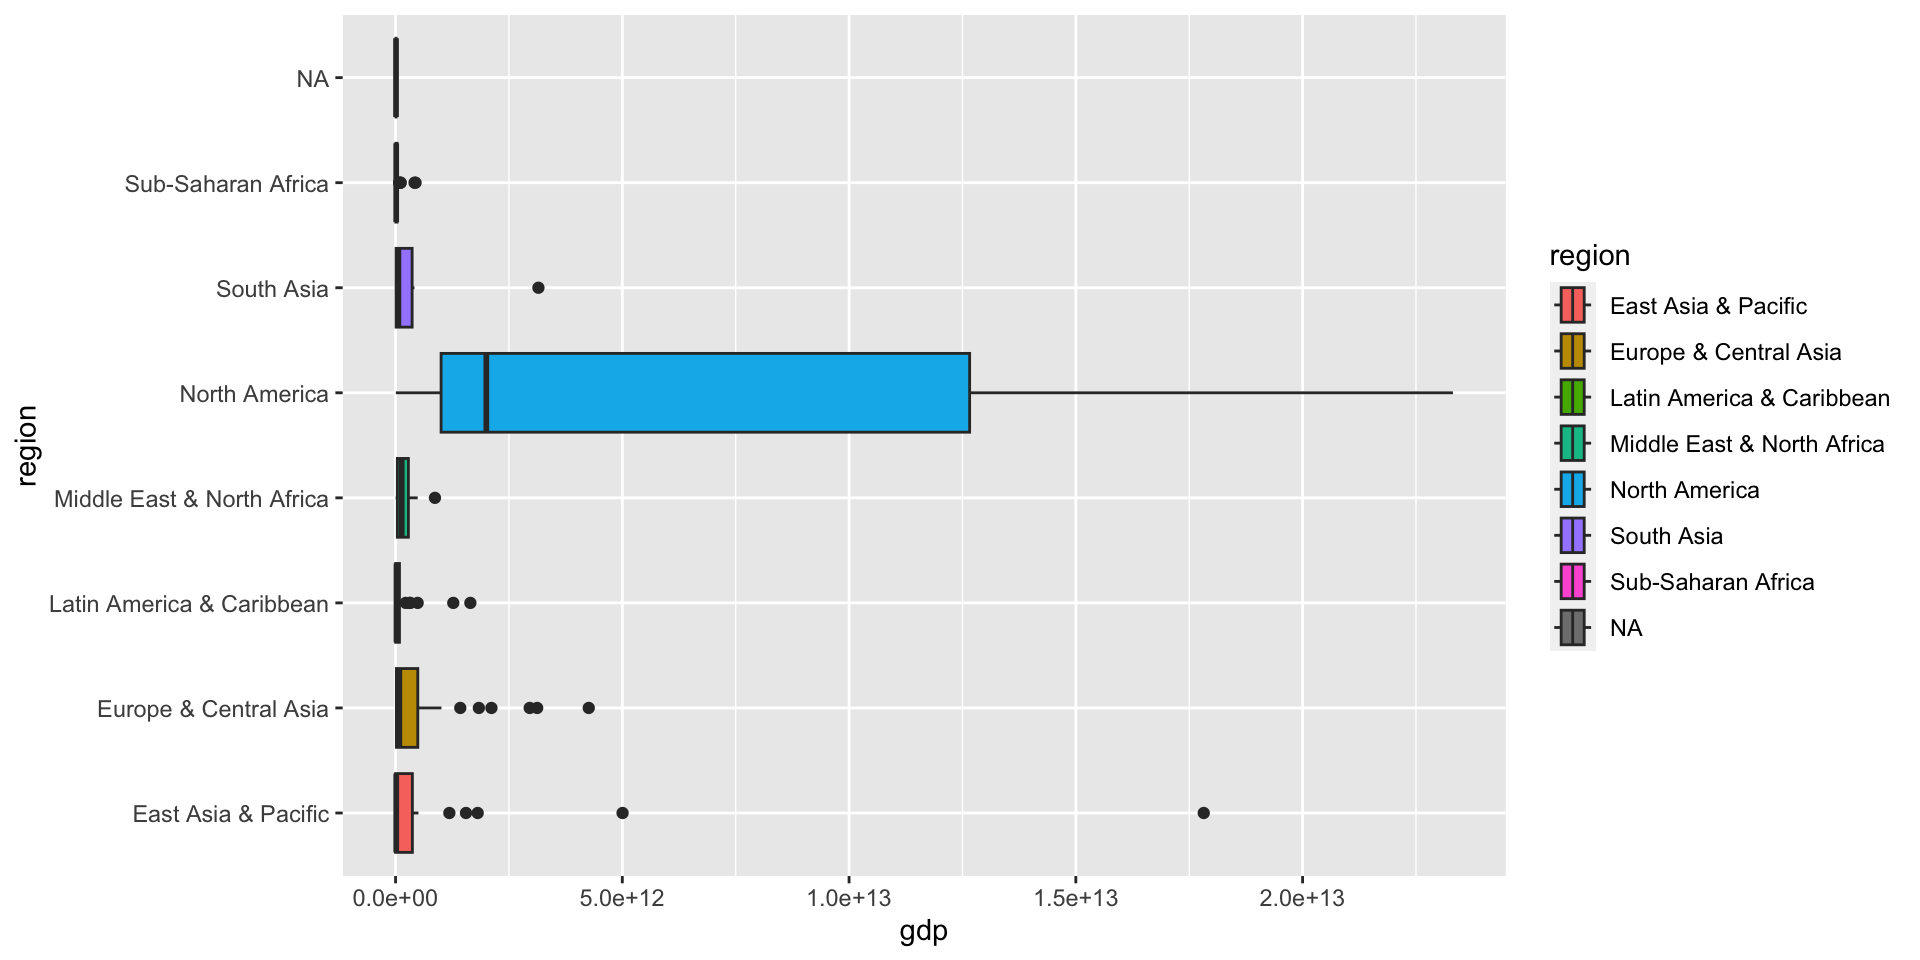 NA
Sub-Saharan Africa
South Asia
North America
Middle East & North Africa
Latin America & Caribbean
Europe & Central Asia
East Asia & Pacific
region
0.0e+00
5.0e+12
1.0e+13
1.5e+13
2.0e+13
gdp
region
East Asia & Pacific
Europe & Central Asia
Latin America & Caribbean
Middle East & North Africa
North America
South Asia
Sub-Saharan Africa
NA